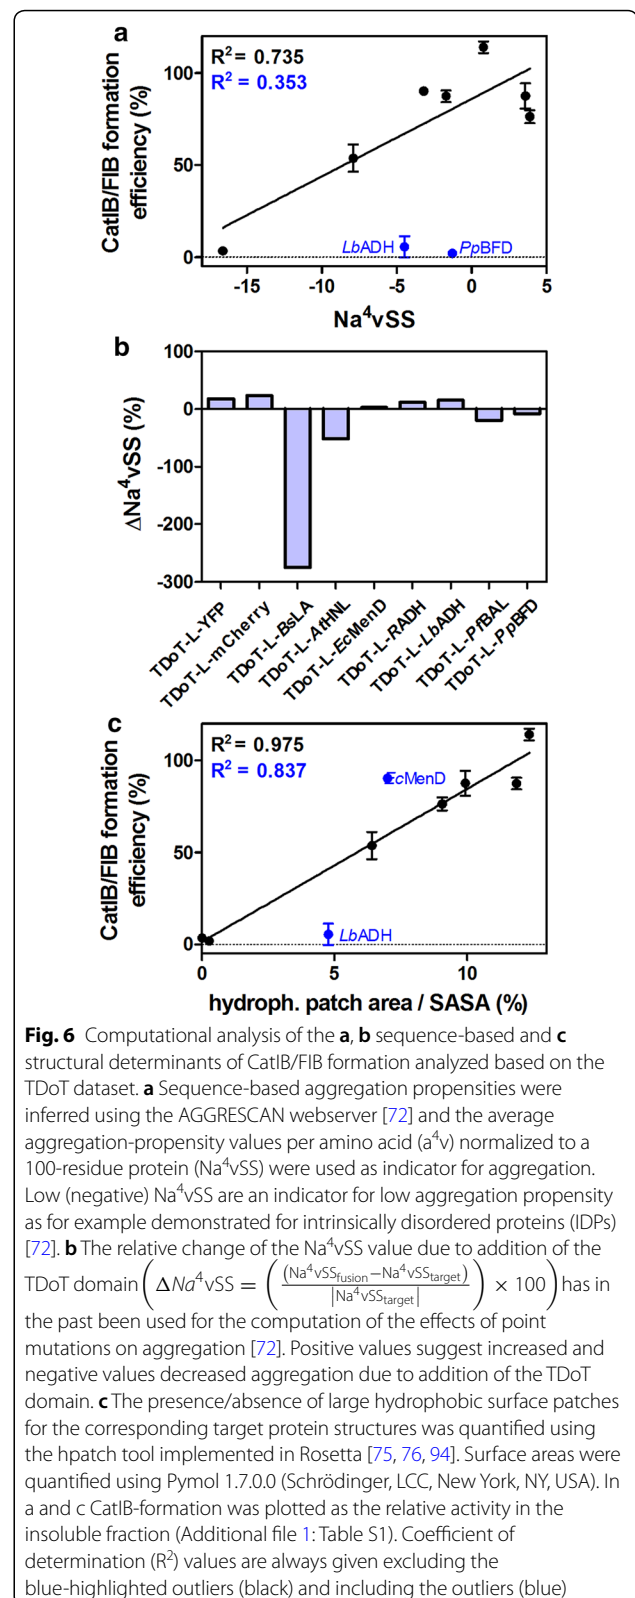 a
R² = 0.735
R² = 0.353
CatIB/FIB formation
efficiency (%)
100
50
0
LbADH
PpBFD
-15 -10 -5 0 5
Na⁴vSS
b
ΔNa⁴vSS (%)
100
0
-100
-200
-300
TDoT-L-YFP
TDoT-L-mCherry
TDoT-L-BsLA
TDoT-L-AtHNL
TDoT-L-EcMenD
TDoT-L-RADH
TDoT-L-LbADH
TDoT-L-PfBAL
TDoT-L-PpBFD
c
R² = 0.975
R² = 0.837
CatIB/FIB formation
efficiency (%)
100
50
0
EcMenD
LbADH
0 5 10
hydroph. patch area / SASA (%)
Fig. 6 Computational analysis of the a, b sequence-based and c
structural determinants of CatIB/FIB formation analyzed based on the
TDoT dataset. a Sequence-based aggregation propensities were
inferred using the AGGRESCAN webserver [72] and the average
aggregation-propensity values per amino acid (a⁴v) normalized to a
100-residue protein (Na⁴vSS) were used as indicator for aggregation.
Low (negative) Na⁴vSS are an indicator for low aggregation propensity
as for example demonstrated for intrinsically disordered proteins (IDPs)
[72]. b The relative change of the Na⁴vSS value due to addition of the
TDoT domain (ΔNa⁴vSS = ((Na⁴vSSfusion−Na⁴vSStarget) / |Na⁴vSStarget|) × 100) has in
the past been used for the computation of the effects of point
mutations on aggregation [72]. Positive values suggest increased and
negative values decreased aggregation due to addition of the TDoT
domain. c The presence/absence of large hydrophobic surface patches
for the corresponding target protein structures was quantified using
the hpatch tool implemented in Rosetta [75, 76, 94]. Surface areas were
quantified using Pymol 1.7.0.0 (Schrödinger, LCC, New York, NY, USA). In
a and c CatIB-formation was plotted as the relative activity in the
insoluble fraction (Additional file 1: Table S1). Coefficient of
determination (R²) values are always given excluding the
blue-highlighted outliers (black) and including the outliers (blue)